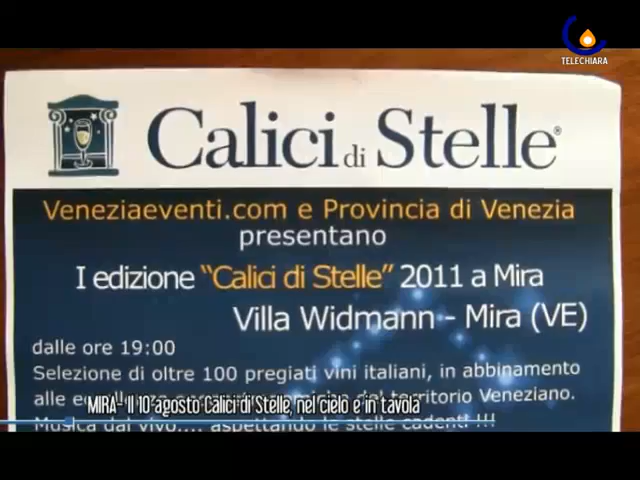 TELECHIARA
Calici di Stelle®
Veneziaeventi.com e Provincia di Venezia
presentano
I edizione "Calici di Stelle" 2011 a Mira
Villa Widmann - Mira (VE)
dalle ore 19:00
Selezione di oltre 100 pregiati vini italiani, in abbinamento
alle del territorio Veneziano.
MIRA- Il 10 agosto Calici di Stelle, nel cielo e in tavola
Musica dal vivo.... aspettando le stelle cadenti !!!